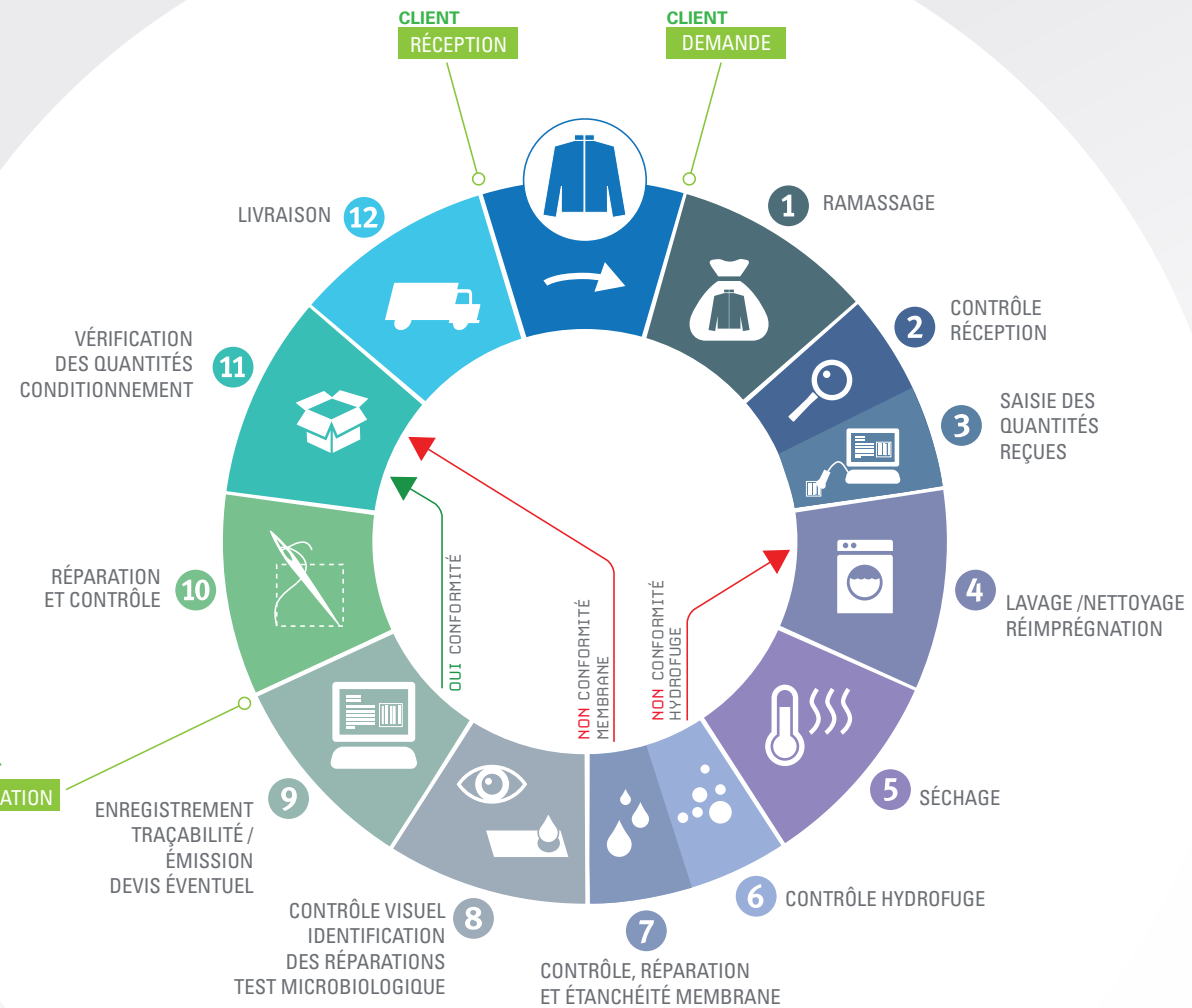 CLIENT
RÉCEPTION
CLIENT
DEMANDE
1
RAMASSAGE
2
CONTRÔLE
RÉCEPTION
3
SAISIE DES
QUANTITÉS
REÇUES
4
LAVAGE /NETTOYAGE
RÉIMPRÉGNATION
5
SÉCHAGE
6
CONTRÔLE HYDROFUGE
7
CONTRÔLE, RÉPARATION
ET ÉTANCHÉITÉ MEMBRANE
8
CONTRÔLE VISUEL
IDENTIFICATION
DES RÉPARATIONS
TEST MICROBIOLOGIQUE
9
ENREGISTREMENT
TRAÇABILITÉ /
ÉMISSION
DEVIS ÉVENTUEL
ATION
10
RÉPARATION
ET CONTRÔLE
11
VÉRIFICATION
DES QUANTITÉS
CONDITIONNEMENT
12
LIVRAISON
OUI CONFORMITÉ
NON CONFORMITÉ
MEMBRANE
NON CONFORMITÉ
HYDROFUGE